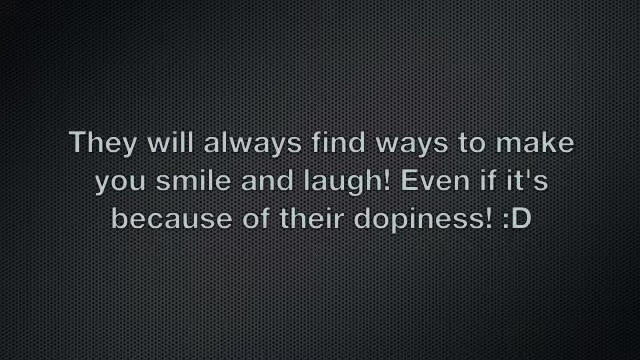 They will always find ways to make
you smile and laugh! Even if it's
because of their dopiness! :D